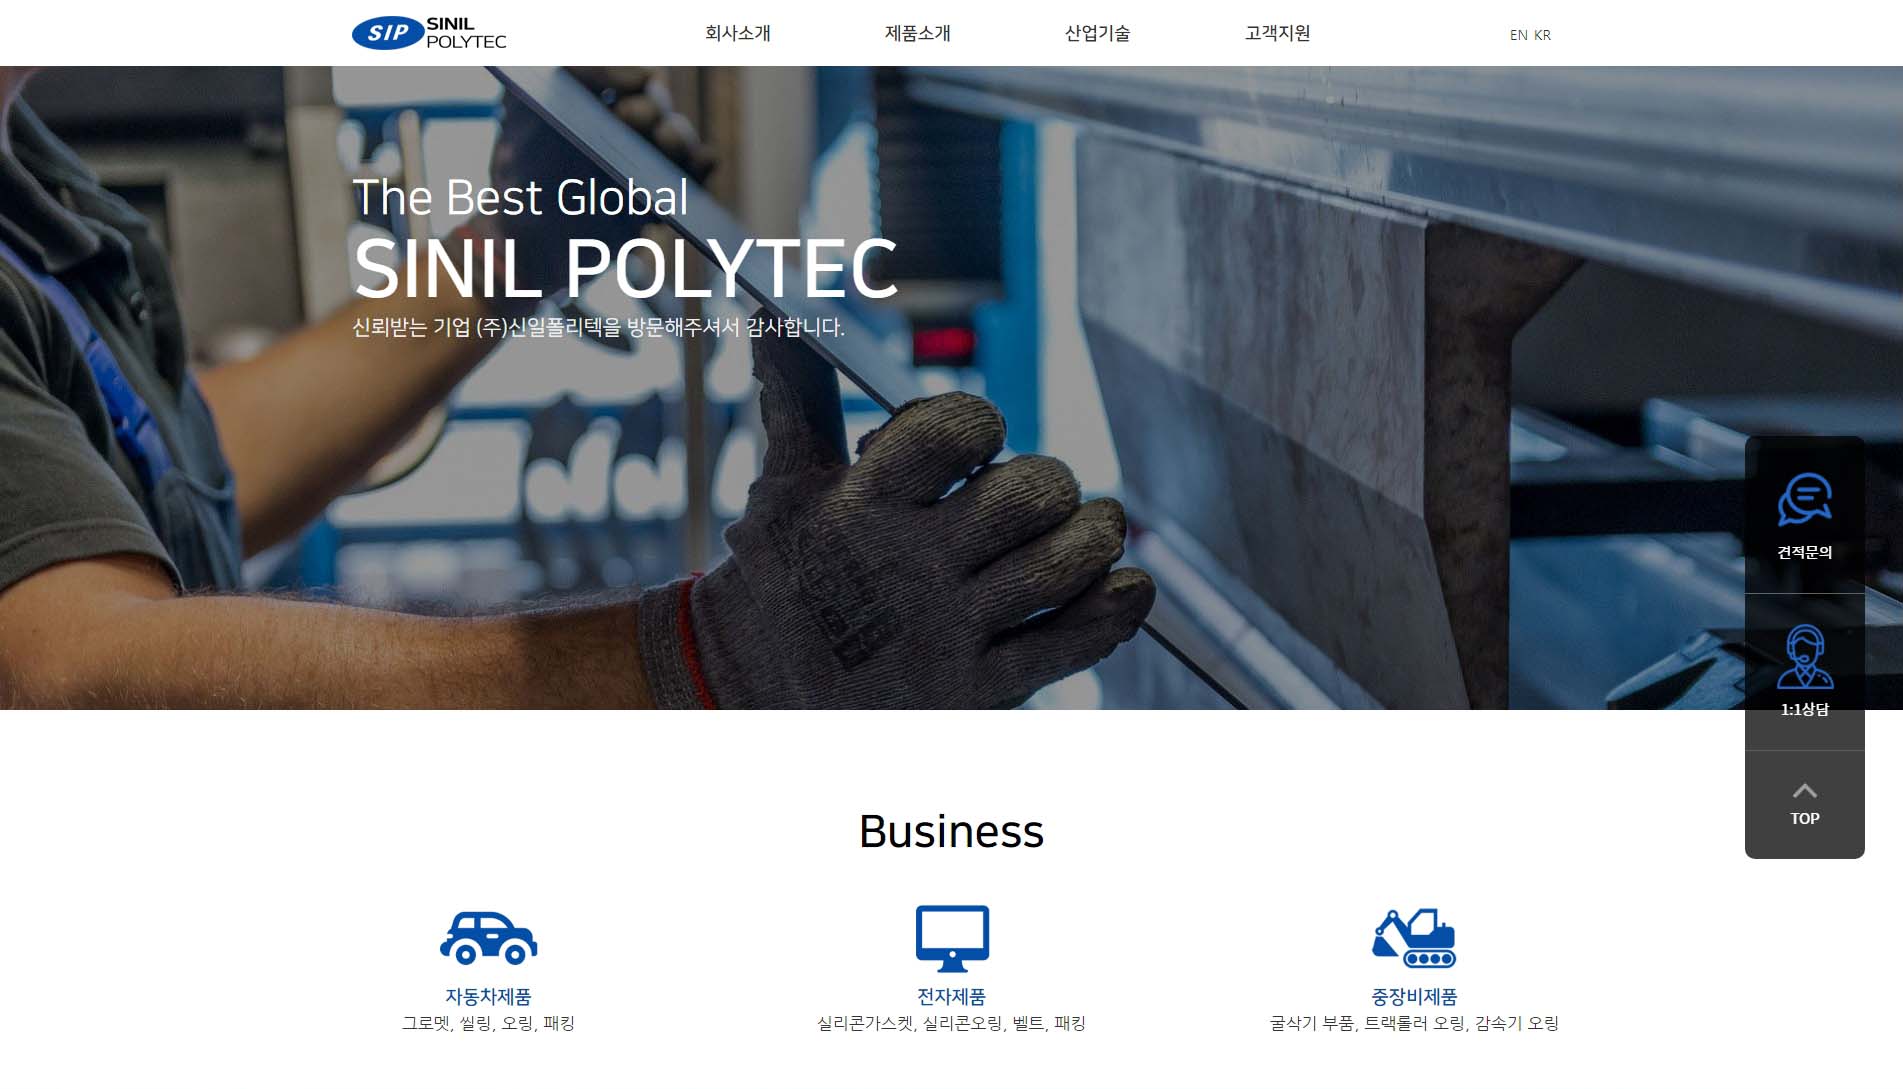 SIP SINIL
POLYTEC
회사소개 제품소개 산업기술 고객지원 EN KR
The Best Global
SINIL POLYTEC
신뢰받는 기업 (주)신일폴리텍을 방문해주셔서 감사합니다.
견적문의
1:1상담
TOP
Business
자동차제품 전자제품 중장비제품
그로멧, 씰링, 오링, 패킹 실리콘가스켓, 실리콘오링, 벨트, 패킹 굴삭기 부품, 트랙롤러 오링, 감속기 오링